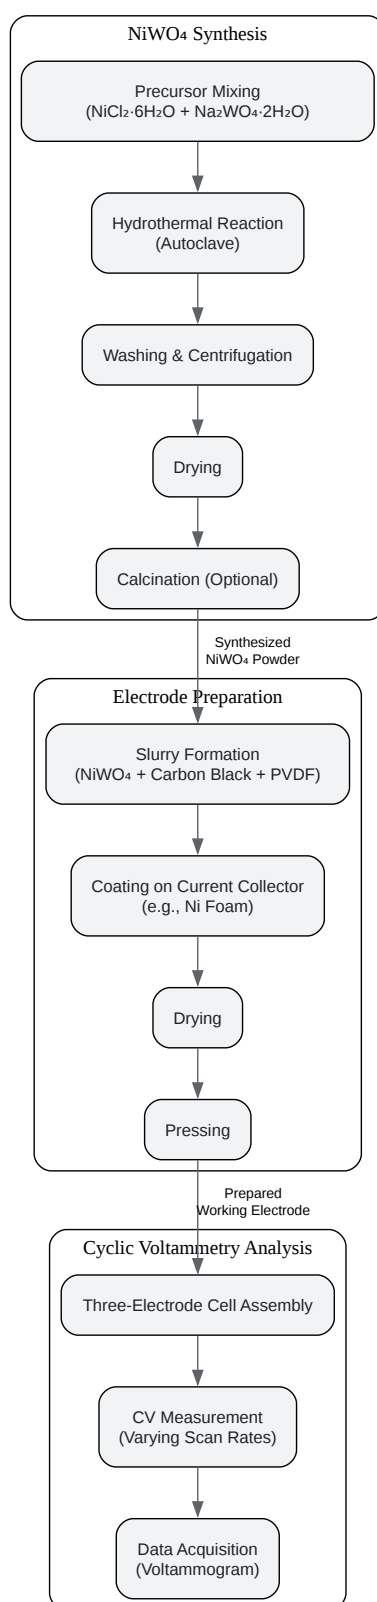 NiWO₄ Synthesis
Precursor Mixing
(NiCl₂·6H₂O + Na₂WO₄·2H₂O)
Hydrothermal Reaction
(Autoclave)
Washing & Centrifugation
Drying
Calcination (Optional)
Synthesized
NiWO₄ Powder
Electrode Preparation
Slurry Formation
(NiWO₄ + Carbon Black + PVDF)
Coating on Current Collector
(e.g., Ni Foam)
Drying
Pressing
Prepared
Working Electrode
Cyclic Voltammetry Analysis
Three-Electrode Cell Assembly
CV Measurement
(Varying Scan Rates)
Data Acquisition
(Voltammogram)